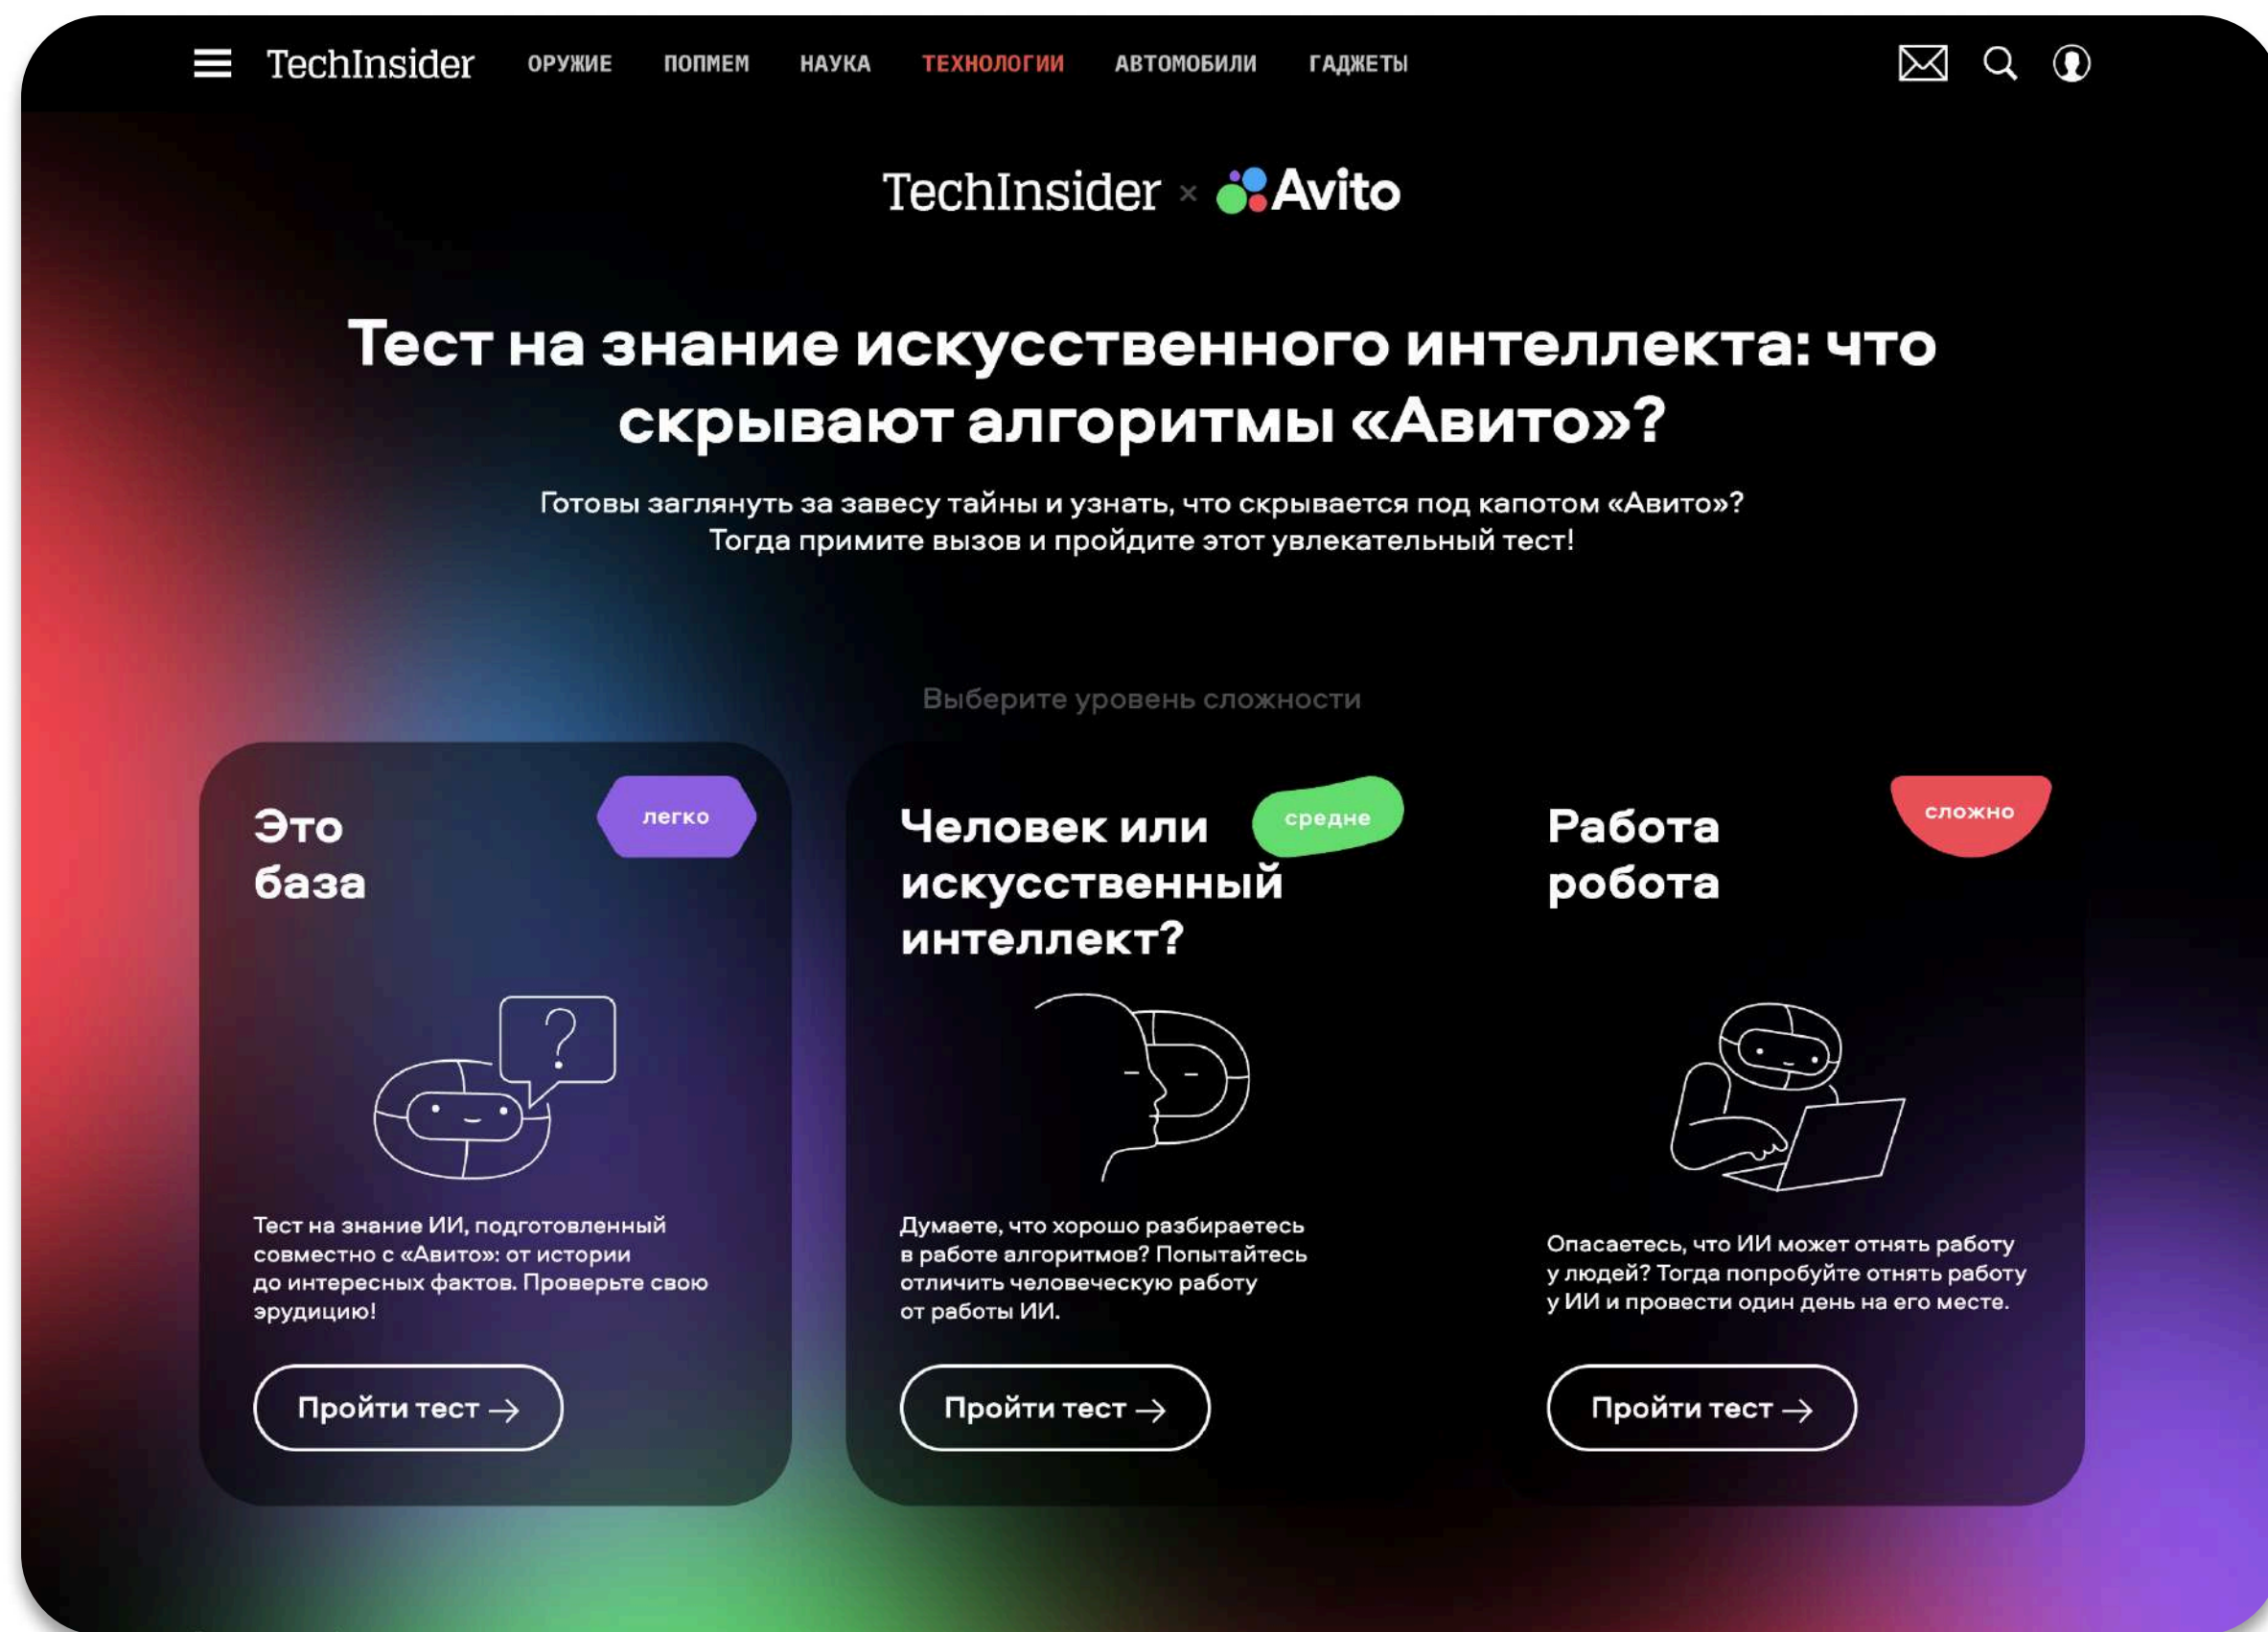 TechInsider ОРУЖИЕ ПОПМЕМ НАУКА ТЕХНОЛОГИИ АВТОМОБИЛИ ГАДЖЕТЫ
TechInsider × Avito
Тест на знание искусственного интеллекта: что
скрывают алгоритмы «Авито»?
Готовы заглянуть за завесу тайны и узнать, что скрывается под капотом «Авито»?
Тогда примите вызов и пройдите этот увлекательный тест!
Выберите уровень сложности
Это
база
легко
?
Тест на знание ИИ, подготовленный
совместно с «Авито»: от истории
до интересных фактов. Проверьте свою
эрудицию!
Пройти тест →
Человек или
искусственный
интеллект?
средне
Думаете, что хорошо разбираетесь
в работе алгоритмов? Попытайтесь
отличить человеческую работу
от работы ИИ.
Пройти тест →
Работа
робота
сложно
Опасаетесь, что ИИ может отнять работу
у людей? Тогда попробуйте отнять работу
у ИИ и провести один день на его месте.
Пройти тест →